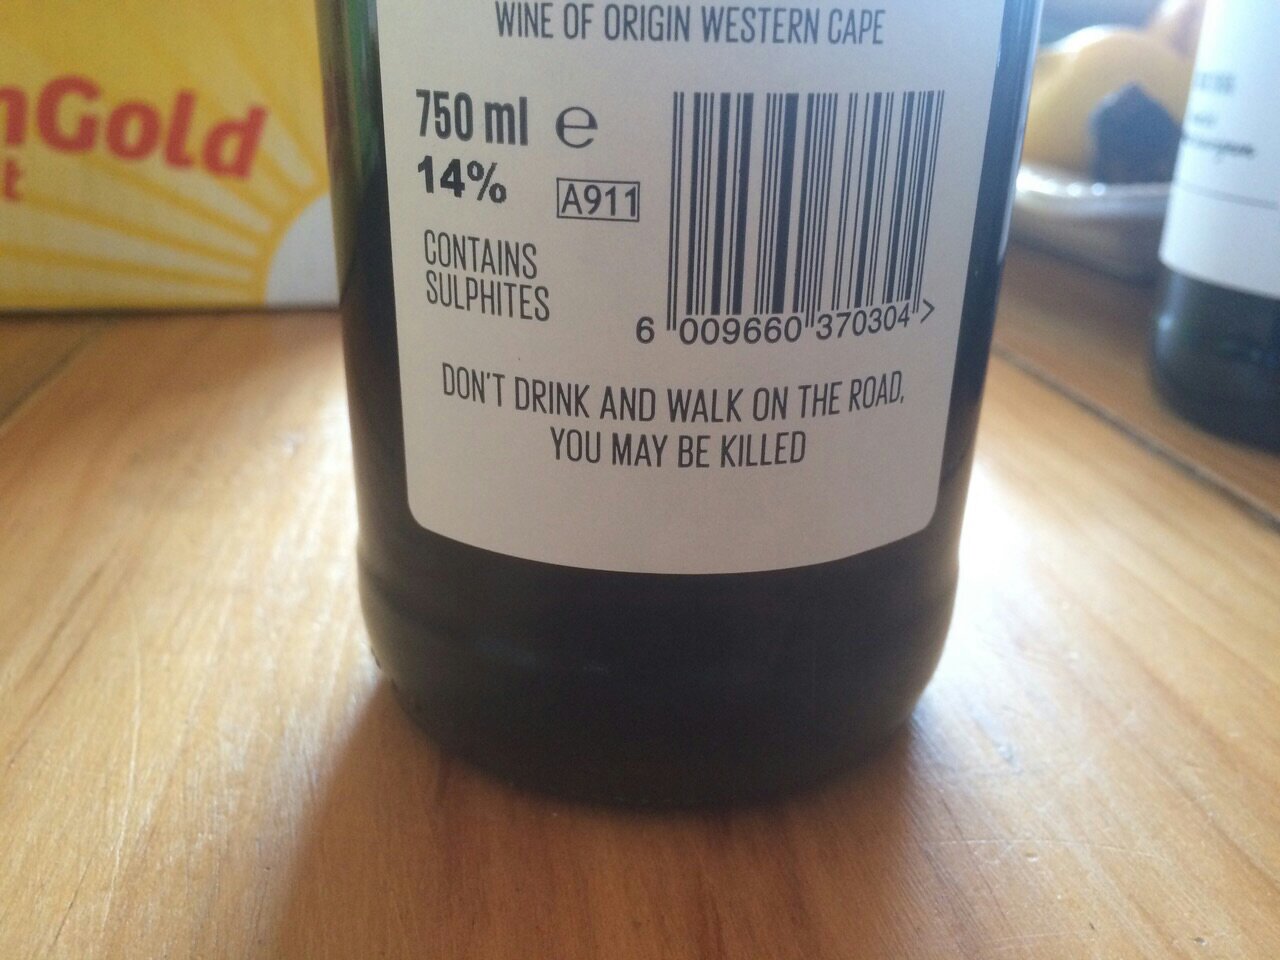 WINE OF ORIGIN WESTERN CAPE
750 ml e
14%
A911
CONTAINS
SULPHITES
6 009660 370304 >
DON'T DRINK AND WALK ON THE ROAD,
YOU MAY BE KILLED
nGold
t